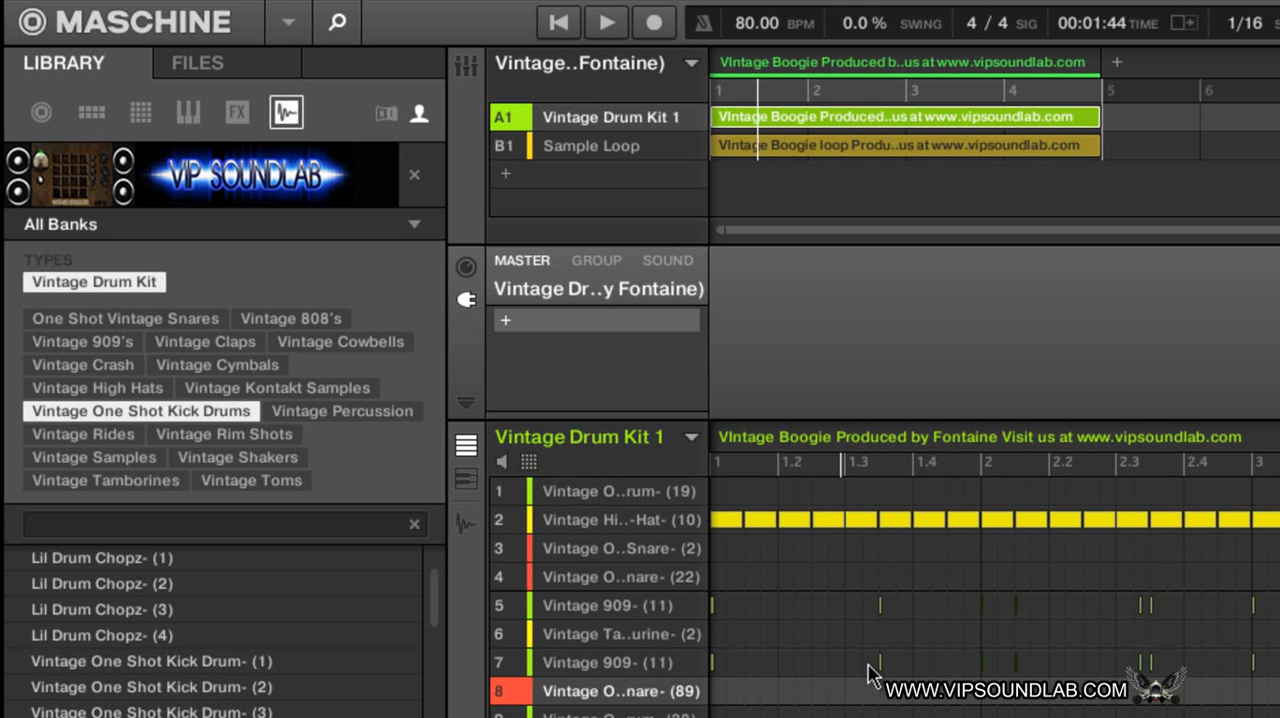 MASCHINE 80.00 BPM 0.0 % SWING 4 / 4 SIG 00:01:44 TIME 1/16
LIBRARY FILES
Vintage..Fontaine) VIntage Boogie Produced b..us at www.vipsoundlab.com +
1 2 3 4 5 6
A1 Vintage Drum Kit 1 VIntage Boogie Produced..us at www.vipsoundlab.com
B1 Sample Loop VIntage Boogie loop Produ..us at www.vipsoundlab.com
+
FX
VIP SOUNDLAB
All Banks
TYPES
Vintage Drum Kit
One Shot Vintage Snares Vintage 808's
Vintage 909's Vintage Claps Vintage Cowbells
Vintage Crash Vintage Cymbals
Vintage High Hats Vintage Kontakt Samples
Vintage One Shot Kick Drums Vintage Percussion
Vintage Rides Vintage Rim Shots
Vintage Samples Vintage Shakers
Vintage Tamborines Vintage Toms
Lil Drum Chopz- (1)
Lil Drum Chopz- (2)
Lil Drum Chopz- (3)
Lil Drum Chopz- (4)
Vintage One Shot Kick Drum- (1)
Vintage One Shot Kick Drum- (2)
Vintage One Shot Kick Drum- (3)
MASTER GROUP SOUND
Vintage Dr..y Fontaine)
+
Vintage Drum Kit 1 VIntage Boogie Produced by Fontaine Visit us at www.vipsoundlab.com
1 1.2 1.3 1.4 2 2.2 2.3 2.4 3
1 Vintage O..rum- (19)
2 Vintage Hi..-Hat- (10)
3 Vintage O..Snare- (2)
4 Vintage O..nare- (22)
5 Vintage 909- (11)
6 Vintage Ta..urine- (2)
7 Vintage 909- (11)
8 Vintage O..nare- (89)
WWW.VIPSOUNDLAB.COM